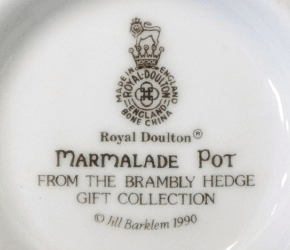 MADE IN ENGLAND
ROYAL·DOULTON
ENGLAND
BONE CHINA
Royal Doulton®
MARMALADE POT
FROM THE BRAMBLY HEDGE
GIFT COLLECTION
© Jill Barklem 1990